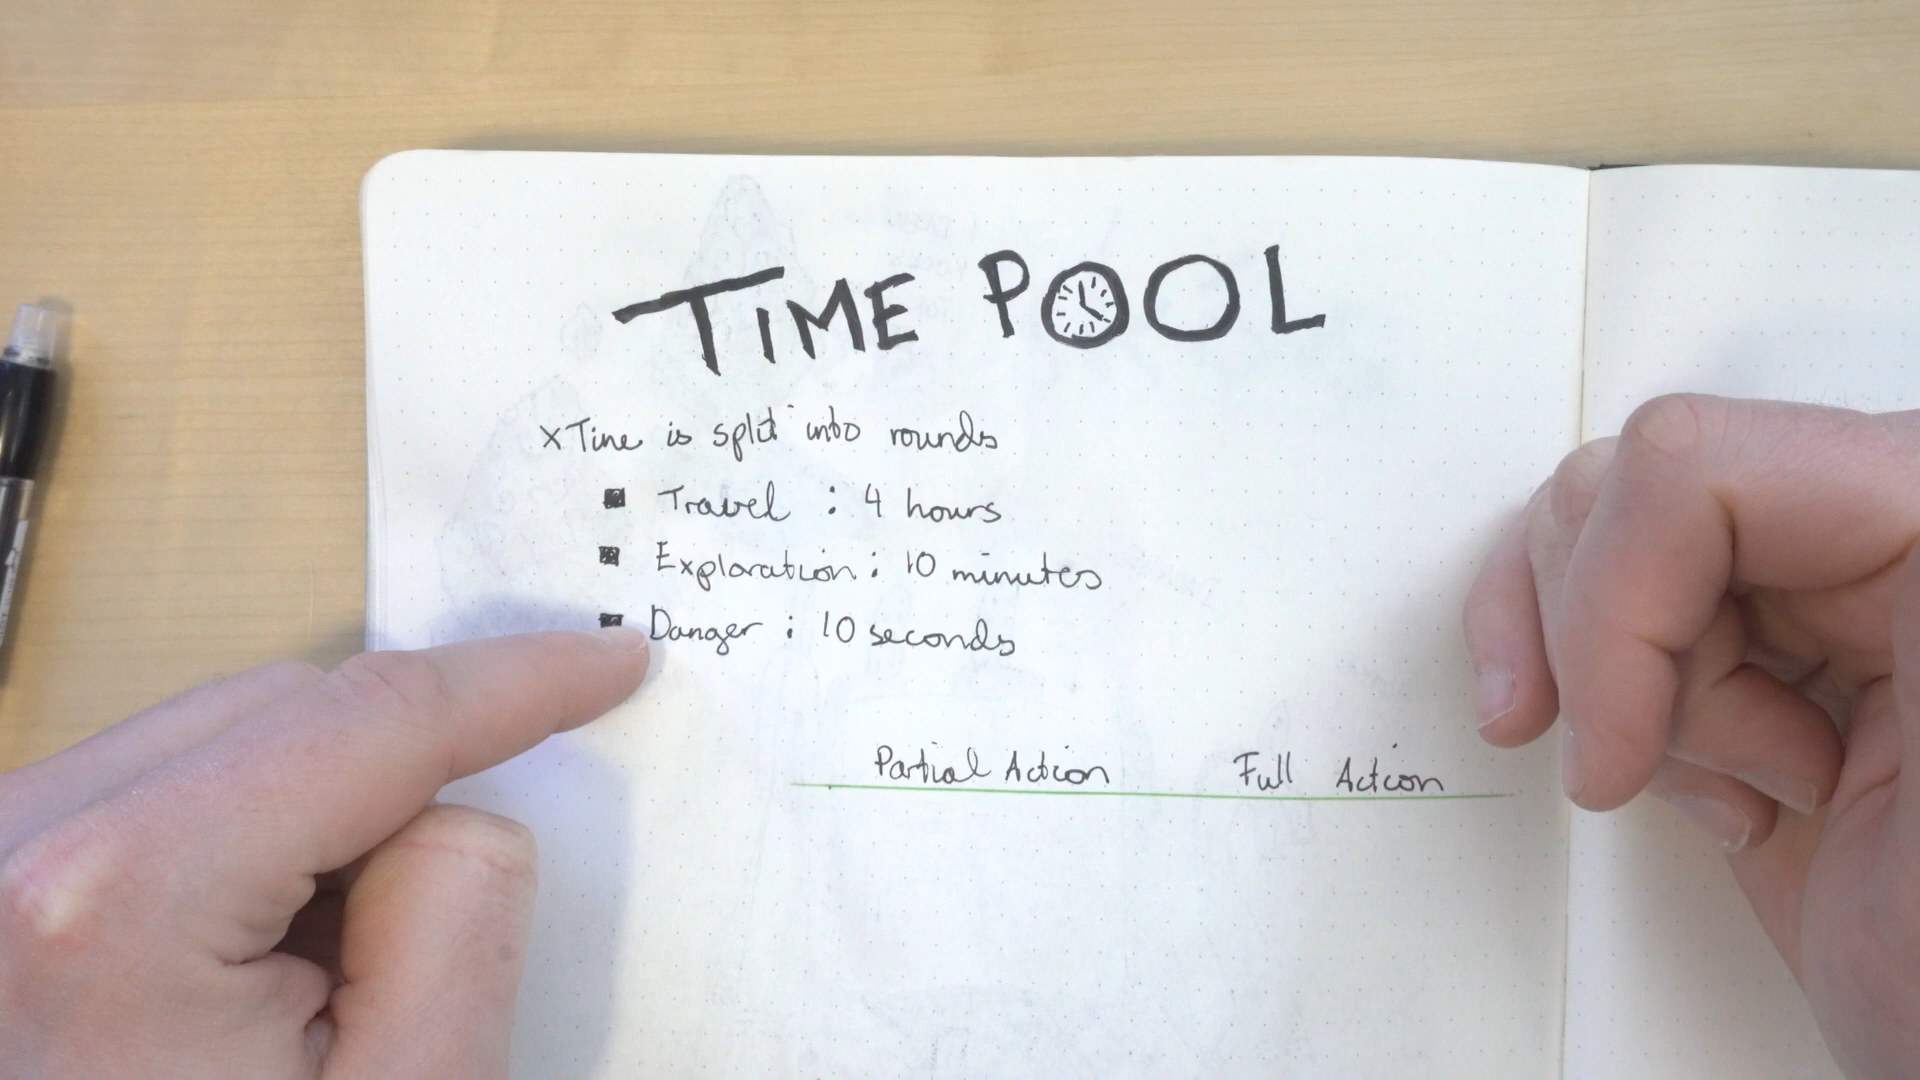 TIME POOL
x Time is split into rounds
■ Travel : 4 hours
■ Exploration : 10 minutes
■ Danger : 10 seconds
Partial Action Full Action